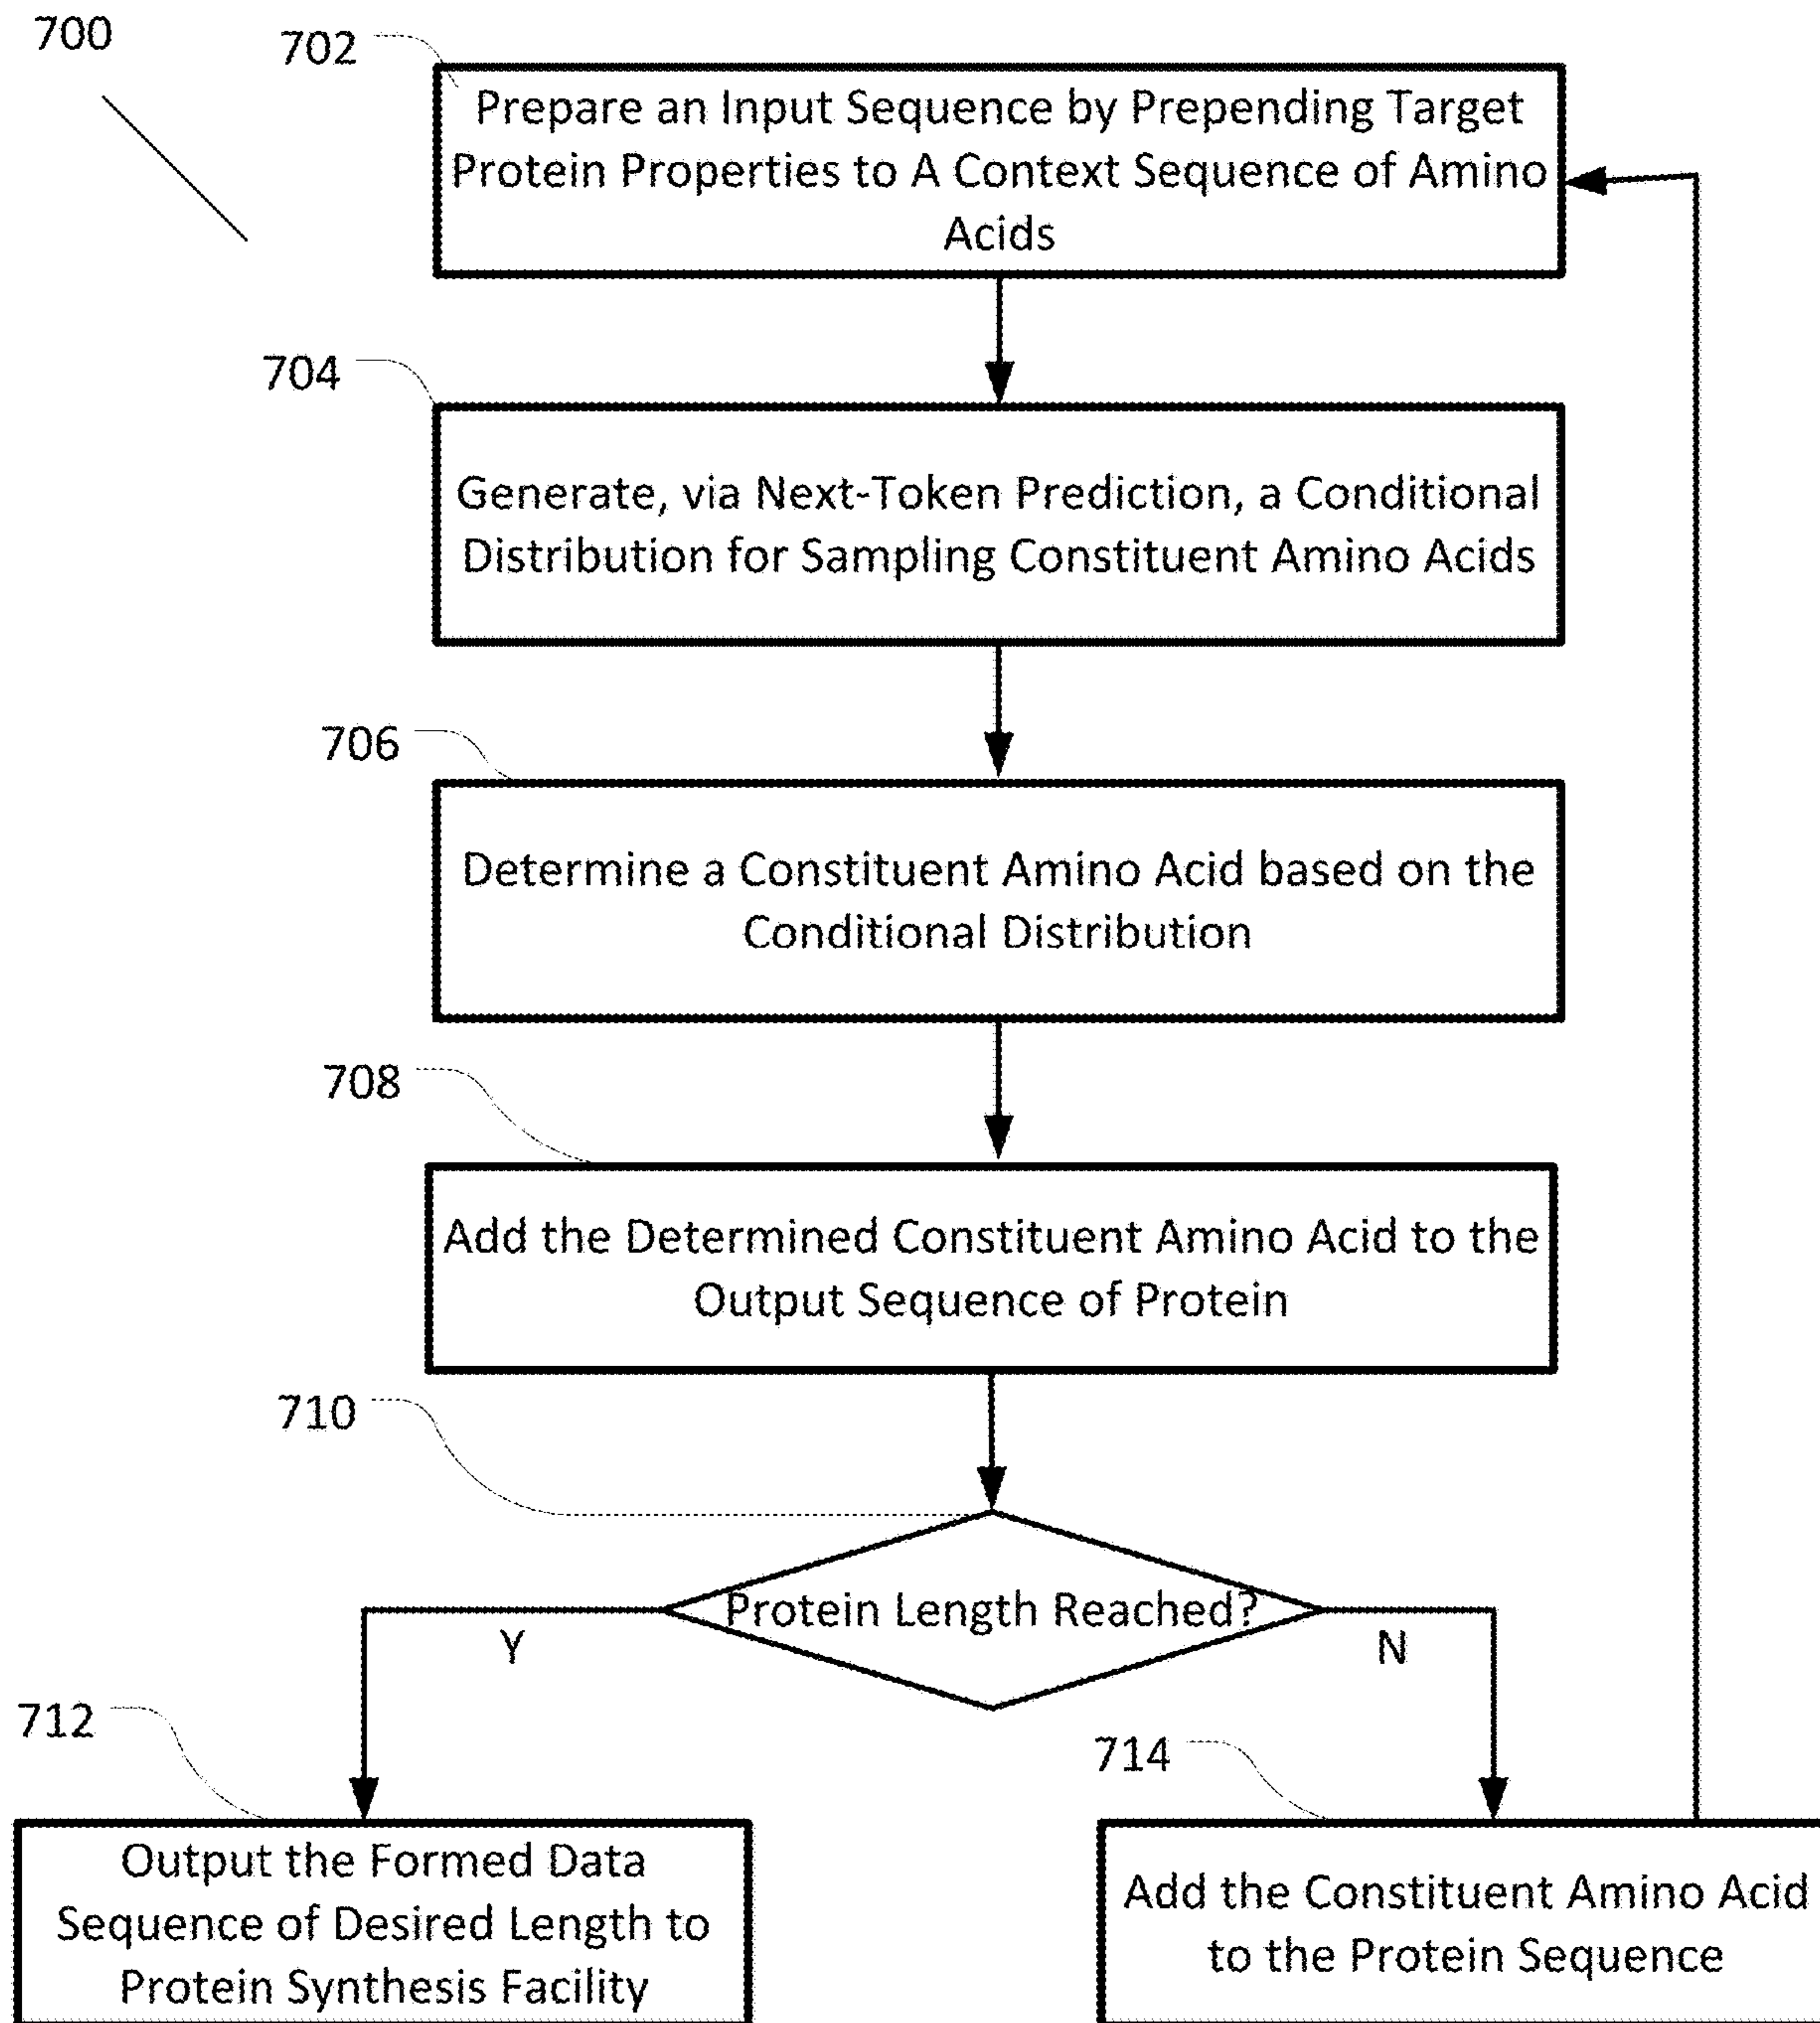 700
702
Prepare an Input Sequence by Prepending Target
Protein Properties to A Context Sequence of Amino
Acids
704
Generate, via Next-Token Prediction, a Conditional
Distribution for Sampling Constituent Amino Acids
706
Determine a Constituent Amino Acid based on the
Conditional Distribution
708
Add the Determined Constituent Amino Acid to the
Output Sequence of Protein
710
Protein Length Reached?
Y
N
712
Output the Formed Data
Sequence of Desired Length to
Protein Synthesis Facility
714
Add the Constituent Amino Acid
to the Protein Sequence